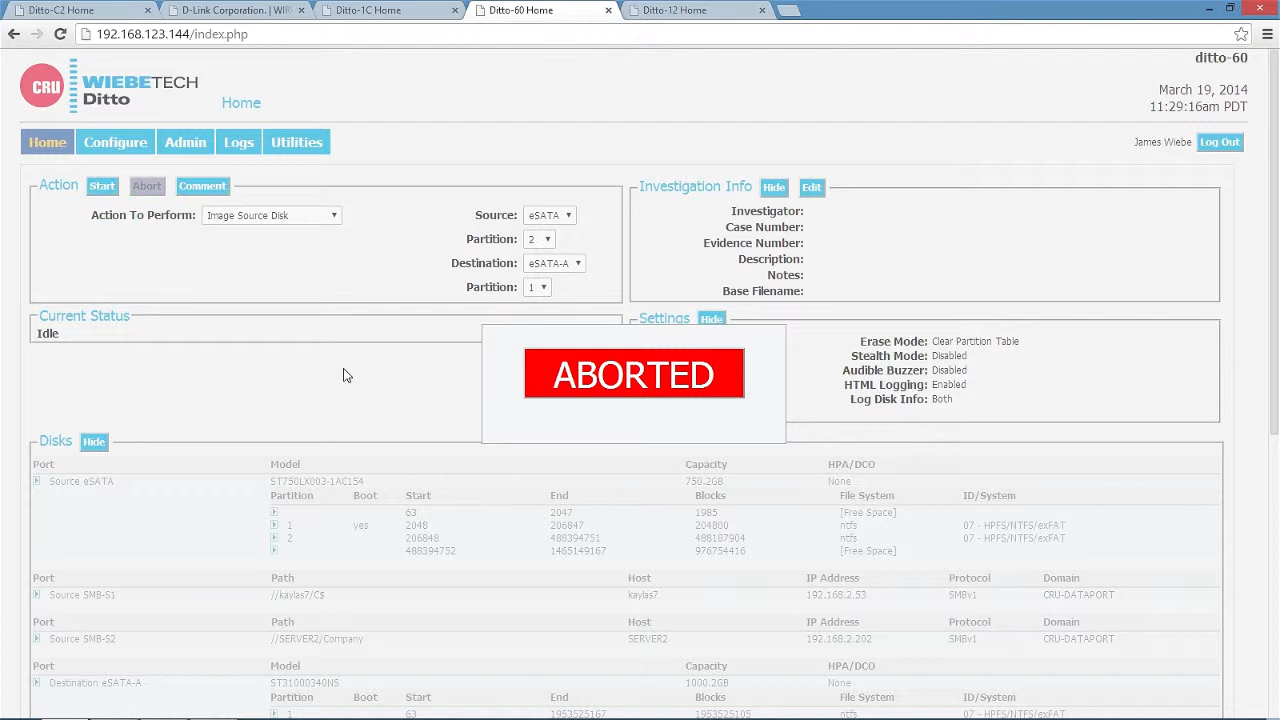 Ditto-C2 Home
D-Link Corporation. | WIR
Ditto-1C Home
Ditto-60 Home
Ditto-12 Home
192.168.123.144/index.php
CRU WIEBETECH
Ditto
Home
ditto-60
March 19, 2014
11:29:16am PDT
Home Configure Admin Logs Utilities
James Wiebe Log Out
Action Start Abort Comment
Action To Perform: Image Source Disk
Source: eSATA
Partition: 2
Destination: eSATA-A
Partition: 1
Investigation Info Hide Edit
Investigator:
Case Number:
Evidence Number:
Description:
Notes:
Base Filename:
Current Status
Idle
ABORTED
Settings Hide
Erase Mode: Clear Partition Table
Stealth Mode: Disabled
Audible Buzzer: Disabled
HTML Logging: Enabled
Log Disk Info: Both
Disks Hide
Port Model Capacity HPA/DCO
Source eSATA ST750LX003-1AC154 750.2GB None
Partition Boot Start End Blocks File System ID/System
63 2047 1985 [Free Space]
1 yes 2048 206847 204800 ntfs 07 - HPFS/NTFS/exFAT
2 206848 488394751 488187904 ntfs 07 - HPFS/NTFS/exFAT
488394752 1465149167 976754416 [Free Space]
Port Path Host IP Address Protocol Domain
Source SMB-S1 //kaylas7/C$ kaylas7 192.168.2.53 SMBv1 CRU-DATAPORT
Port Path Host IP Address Protocol Domain
Source SMB-S2 //SERVER2/Company SERVER2 192.168.2.202 SMBv1 CRU-DATAPORT
Port Model Capacity HPA/DCO
Destination eSATA-A ST31000340NS 1000.2GB None
Partition Boot Start End Blocks File System ID/System
1 63 1953525167 1953525105 ntfs 07 - HPFS/NTFS/exFAT